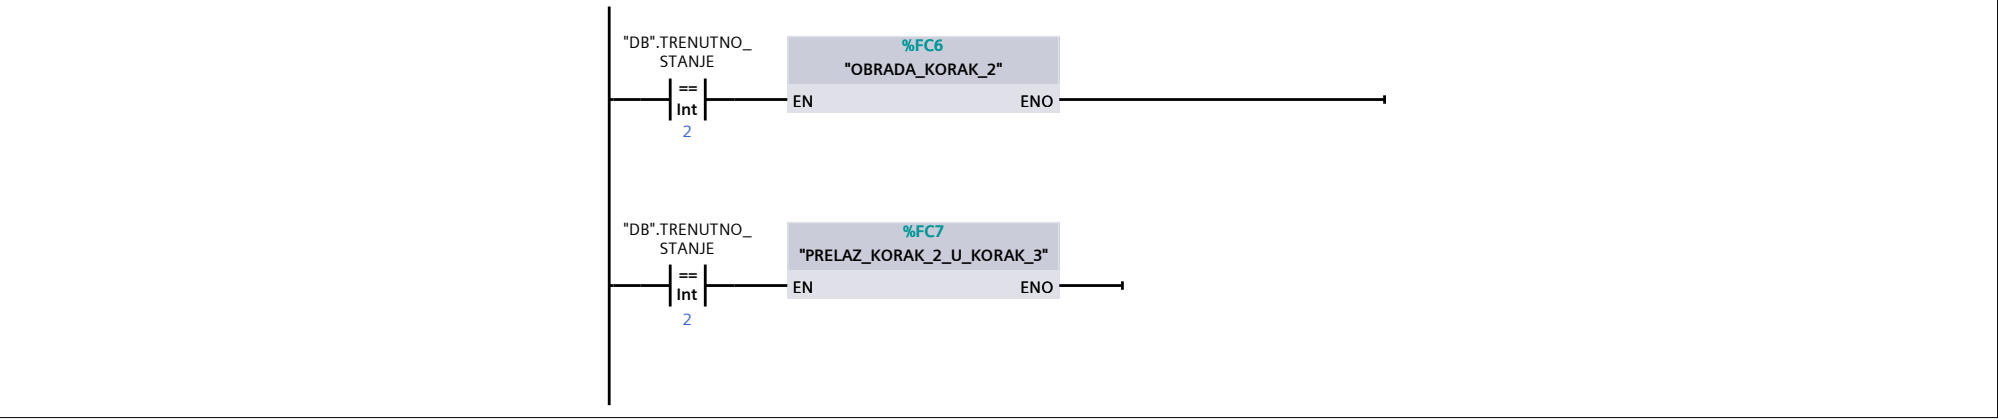 "DB".TRENUTNO_
STANJE
==
Int
2
%FC6
"OBRADA_KORAK_2"
EN ENO
"DB".TRENUTNO_
STANJE
==
Int
2
%FC7
"PRELAZ_KORAK_2_U_KORAK_3"
EN ENO